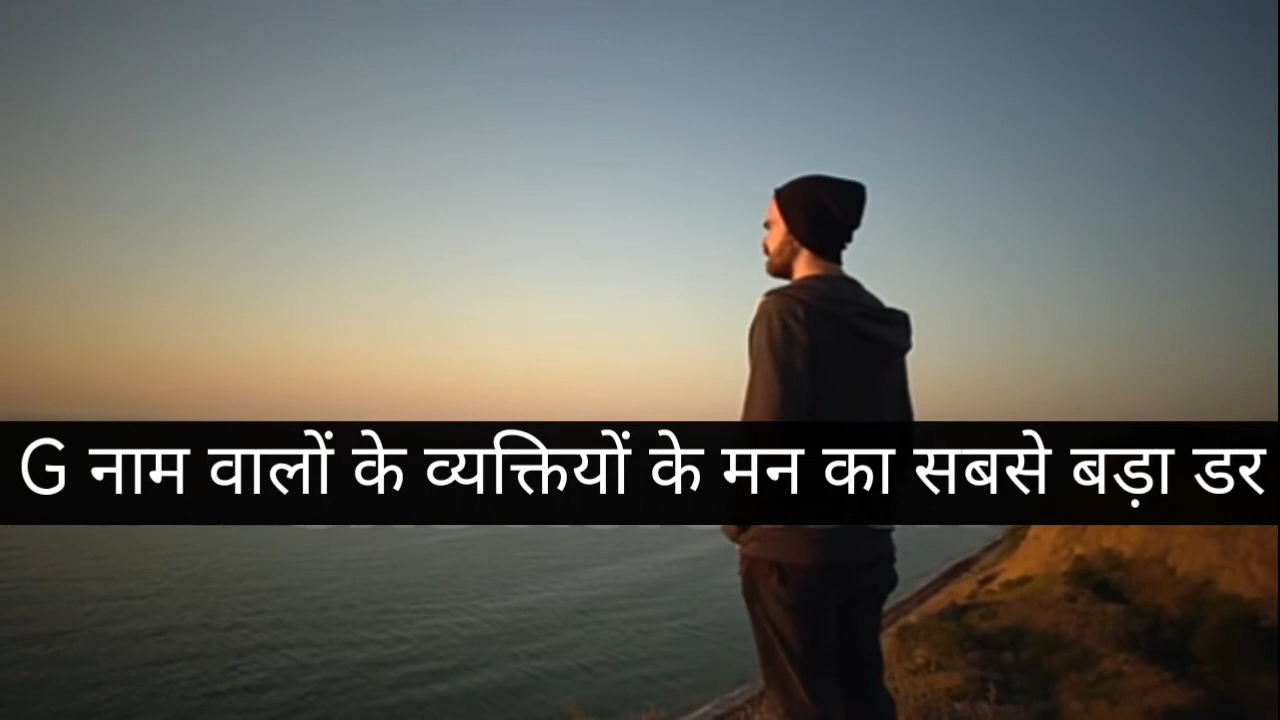 G नाम वालों के व्यक्तियों के मन का सबसे बड़ा डर